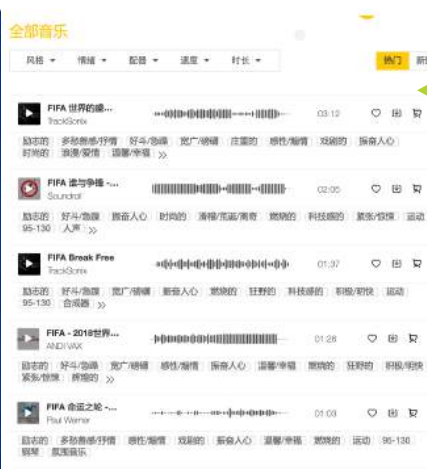 全部音乐
风格 情绪 配器 速度 时长 热门
FIFA 世界的...
TrackSonix
03:12
励志的 多愁善感/抒情 好斗/急躁 宽广/磅礴 庄重的 感性/煽情 戏剧的 振奋人心
时尚的 浪漫/爱情 温馨/幸福 >>
FIFA 谁与争锋 -...
Soundroll
02:05
励志的 好斗/急躁 振奋人心 时尚的 滑稽/荒诞/离奇 燃烧的 科技感的 紧张/惊悚 运动
95-130 人声 >>
FIFA Break Free
TrackSonix
01:37
励志的 好斗/急躁 宽广/磅礴 振奋人心 燃烧的 狂野的 科技感的 积极/明快 运动
95-130 合成器 >>
FIFA - 2018世界...
ANDI VAX
01:28
励志的 好斗/急躁 宽广/磅礴 感性/煽情 振奋人心 温馨/幸福 燃烧的 狂野的 积极/明快
紧张/惊悚 辉煌的 >>
FIFA 命运之轮 -...
Paul Werner
01:03
励志的 多愁善感/抒情 感性/煽情 戏剧的 振奋人心 温馨/幸福 燃烧的 运动 95-130
钢琴 氛围音乐